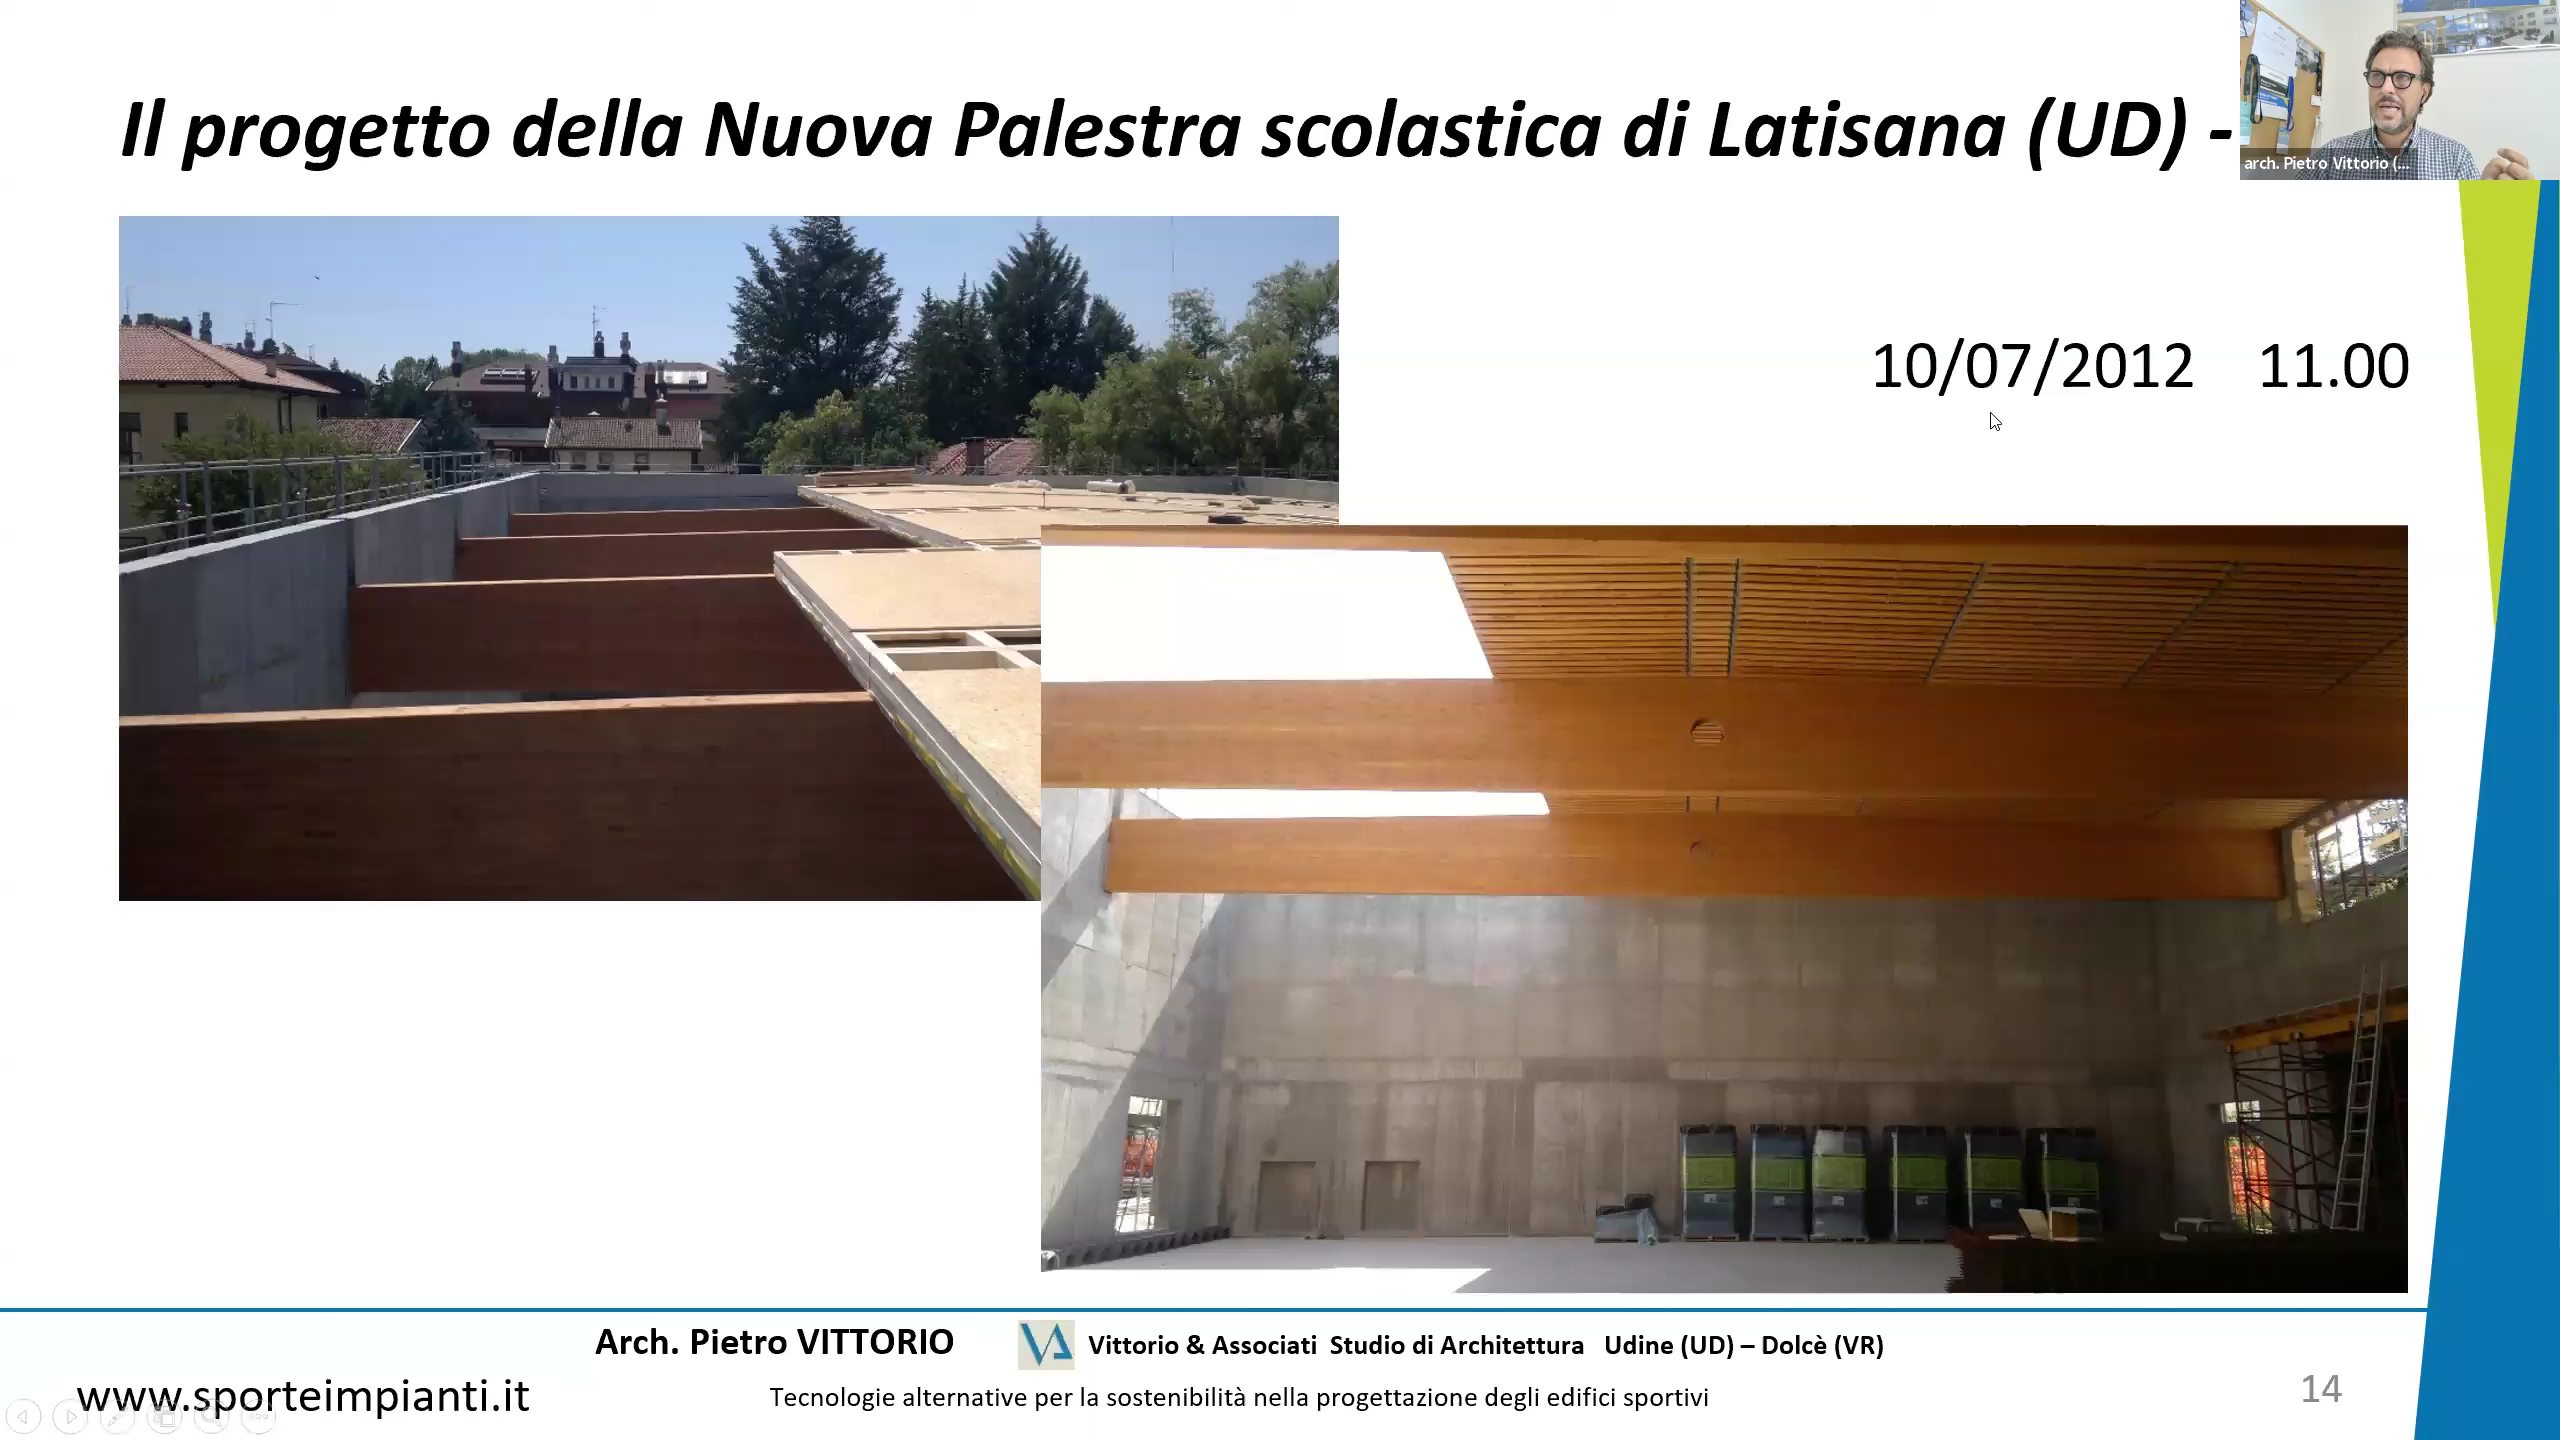 Il progetto della Nuova Palestra scolastica di Latisana (UD) -
arch. Pietro Vittorio (...
10/07/2012 11.00
Arch. Pietro VITTORIO
VA
Vittorio & Associati Studio di Architettura Udine (UD) – Dolcè (VR)
www.sporteimpianti.it
Tecnologie alternative per la sostenibilità nella progettazione degli edifici sportivi
14